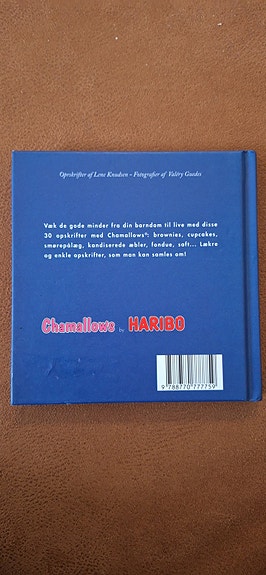 Opskrifter af Lene Knudsen - Fotografier af Valéry Guedes
Væk de gode minder fra din barndom til live med disse
30 opskrifter med Chamallows®: brownies, cupcakes,
smørepålæg, kandiserede æbler, fondue, saft... Lækre
og enkle opskrifter, som man kan samles om!
Chamallows by HARIBO
9 788770 777759